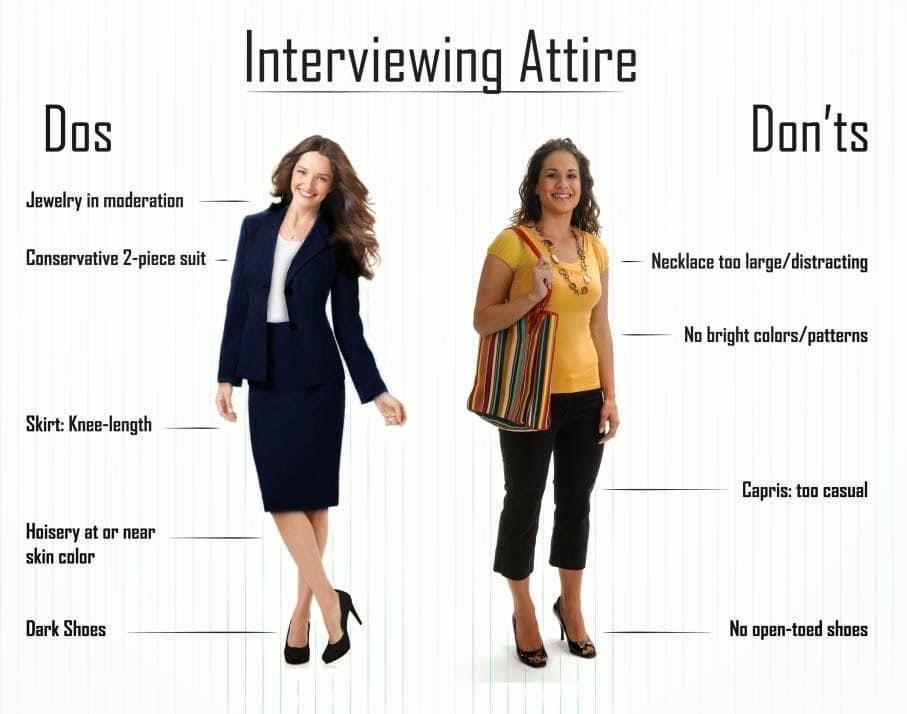 Interviewing Attire
Dos
Don'ts
Jewelry in moderation
Conservative 2-piece suit
Skirt: Knee-length
Hoisery at or near
skin color
Dark Shoes
Necklace too large/distracting
No bright colors/patterns
Capris: too casual
No open-toed shoes